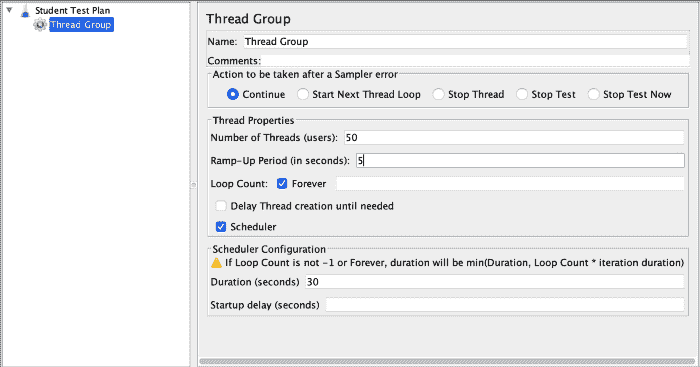 Student Test Plan
Thread Group
Thread Group
Name: Thread Group
Comments:
Action to be taken after a Sampler error
Continue Start Next Thread Loop Stop Thread Stop Test Stop Test Now
Thread Properties
Number of Threads (users): 50
Ramp-Up Period (in seconds): 5
Loop Count: Forever
Delay Thread creation until needed
Scheduler
Scheduler Configuration
If Loop Count is not -1 or Forever, duration will be min(Duration, Loop Count * iteration duration)
Duration (seconds) 30
Startup delay (seconds)